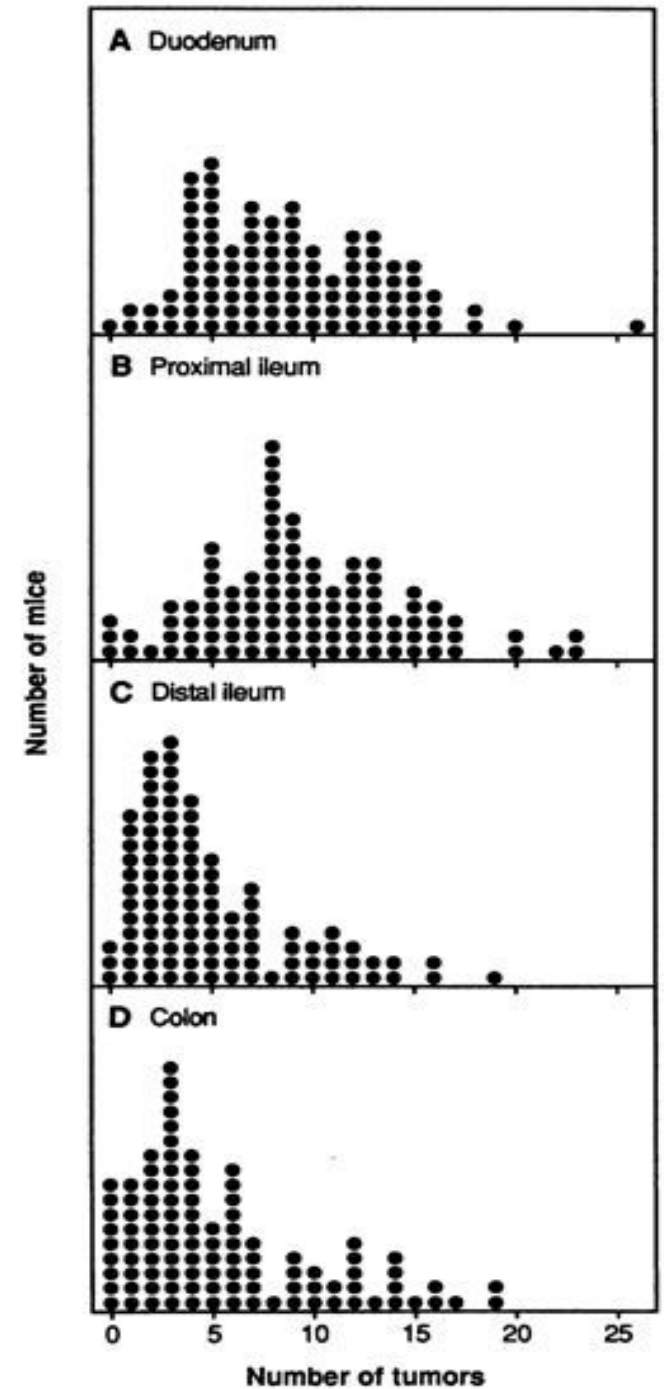 A Duodenum
B Proximal ileum
C Distal ileum
D Colon
Number of mice
0 5 10 15 20 25
Number of tumors